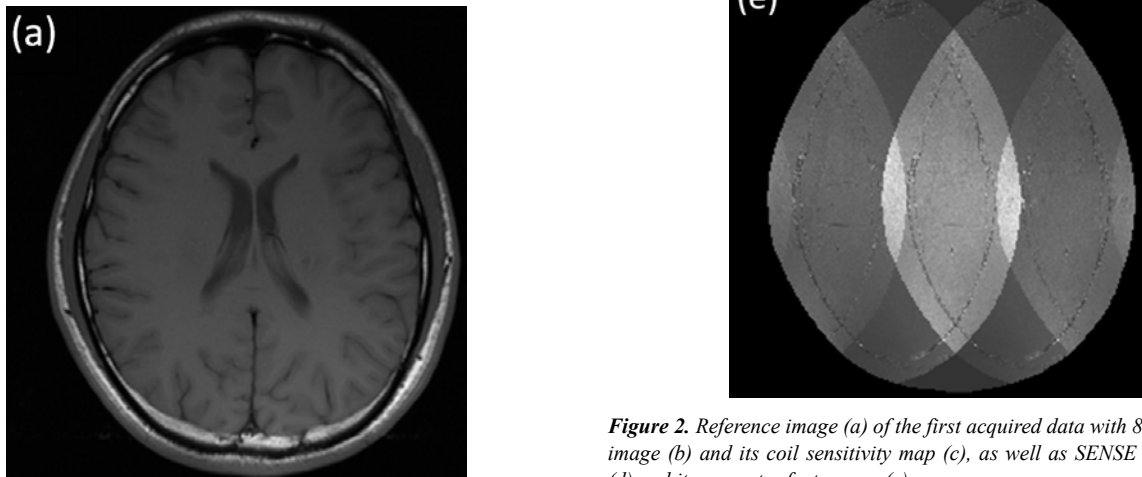 (a)
(e)
Figure 2. Reference image (a) of the first acquired data with 8
image (b) and its coil sensitivity map (c), as well as SENSE